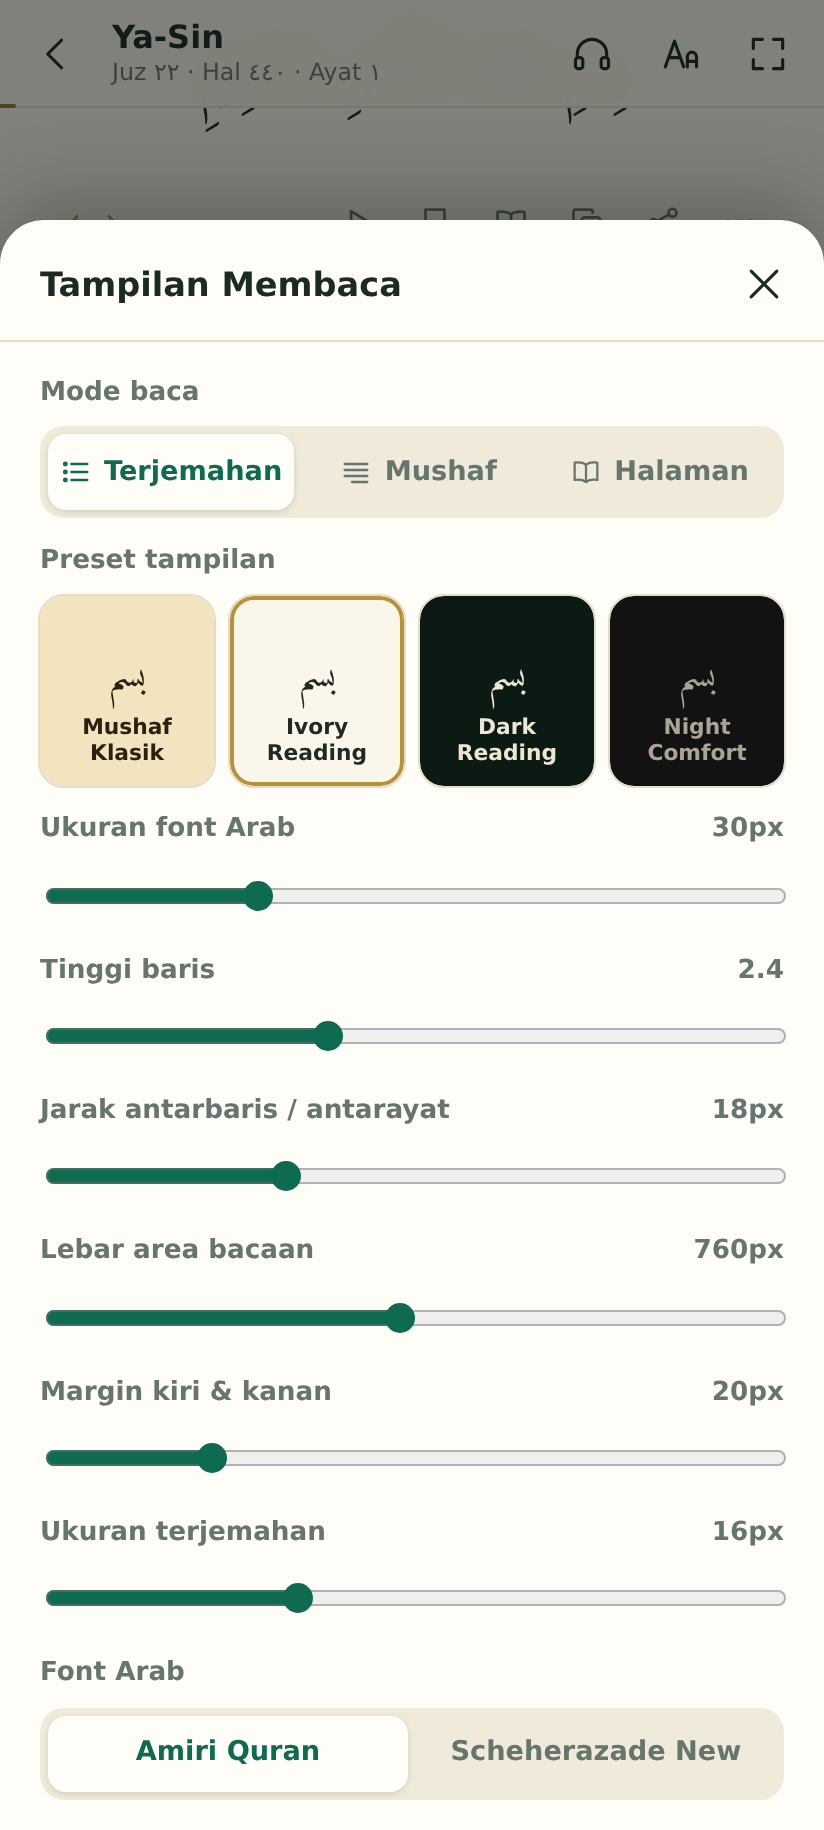 Ya-Sin
Juz ٢٢ · Hal ٤٤٠ · Ayat ١
Tampilan Membaca
Mode baca
Terjemahan Mushaf Halaman
Preset tampilan
بسم
Mushaf
Klasik
بسم
Ivory
Reading
بسم
Dark
Reading
بسم
Night
Comfort
Ukuran font Arab 30px
Tinggi baris 2.4
Jarak antarbaris / antarayat 18px
Lebar area bacaan 760px
Margin kiri & kanan 20px
Ukuran terjemahan 16px
Font Arab
Amiri Quran Scheherazade New